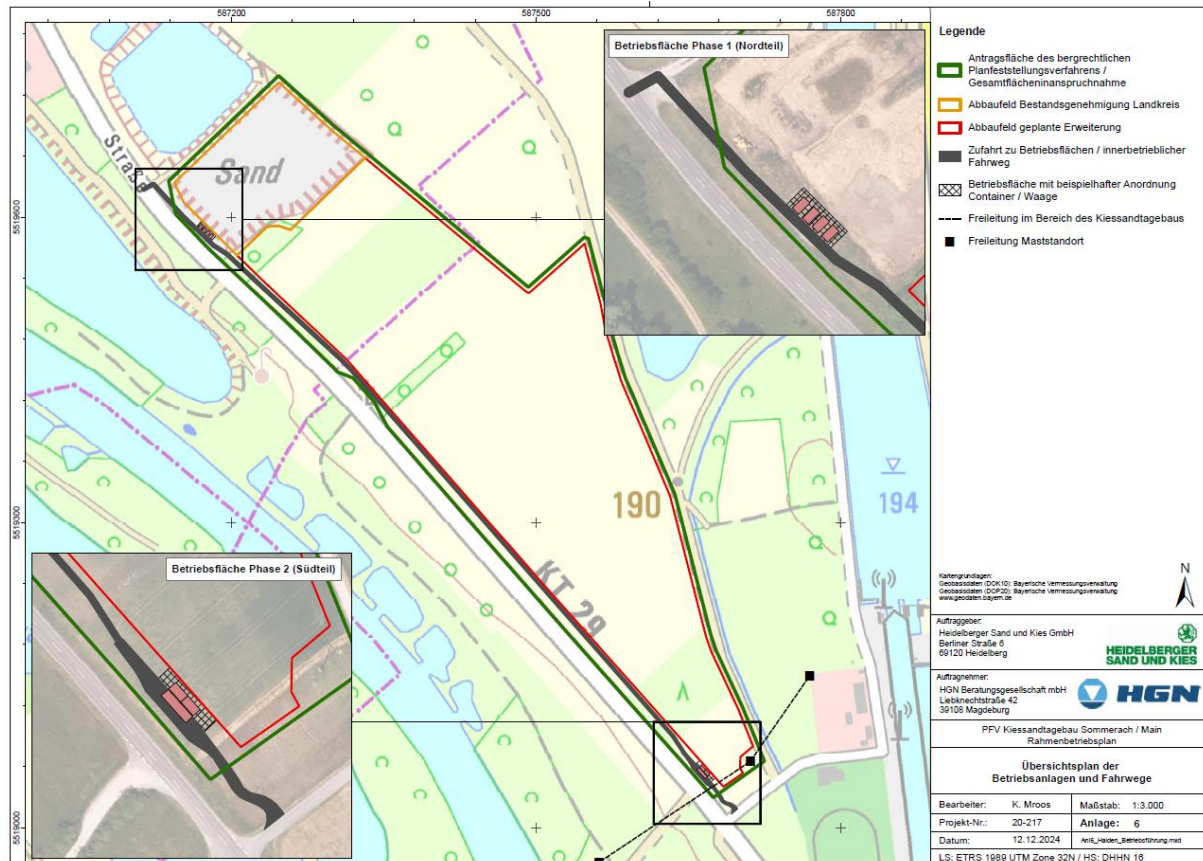 587200
587500
587800
5519600
5519300
5519000
Straße
Sand
190
194
KT 29
Betriebsfläche Phase 1 (Nordteil)
Betriebsfläche Phase 2 (Südteil)
Legende
Antragsfläche des bergrechtlichen
Planfeststellungsverfahrens /
Gesamtflächeninanspruchnahme
Abbaufeld Bestandsgenehmigung Landkreis
Abbaufeld geplante Erweiterung
Zufahrt zu Betriebsflächen / innerbetrieblicher
Fahrweg
Betriebsfläche mit beispielhafter Anordnung
Container / Waage
Freileitung im Bereich des Kiessandtagebaus
Freileitung Maststandort
N
Kartengrundlagen:
Geobasisdaten (DOK10): Bayerische Vermessungsverwaltung
Geobasisdaten (DOP20): Bayerische Vermessungsverwaltung
www.geodaten.bayern.de
Auftraggeber:
Heidelberger Sand und Kies GmbH
Berliner Straße 6
69120 Heidelberg
HEIDELBERGER
SAND UND KIES
Auftragnehmer:
HGN Beratungsgesellschaft mbH
Liebknechtstraße 42
39108 Magdeburg
HGN
PFV Kiessandtagebau Sommerach / Main
Rahmenbetriebsplan
Übersichtsplan der
Betriebsanlagen und Fahrwege
Bearbeiter: K. Mroos Maßstab: 1:3.000
Projekt-Nr.: 20-217 Anlage: 6
Datum: 12.12.2024 Anl6_Halden_Betriebsführung.mxd
LS: ETRS 1989 UTM Zone 32N / HS: DHHN 16